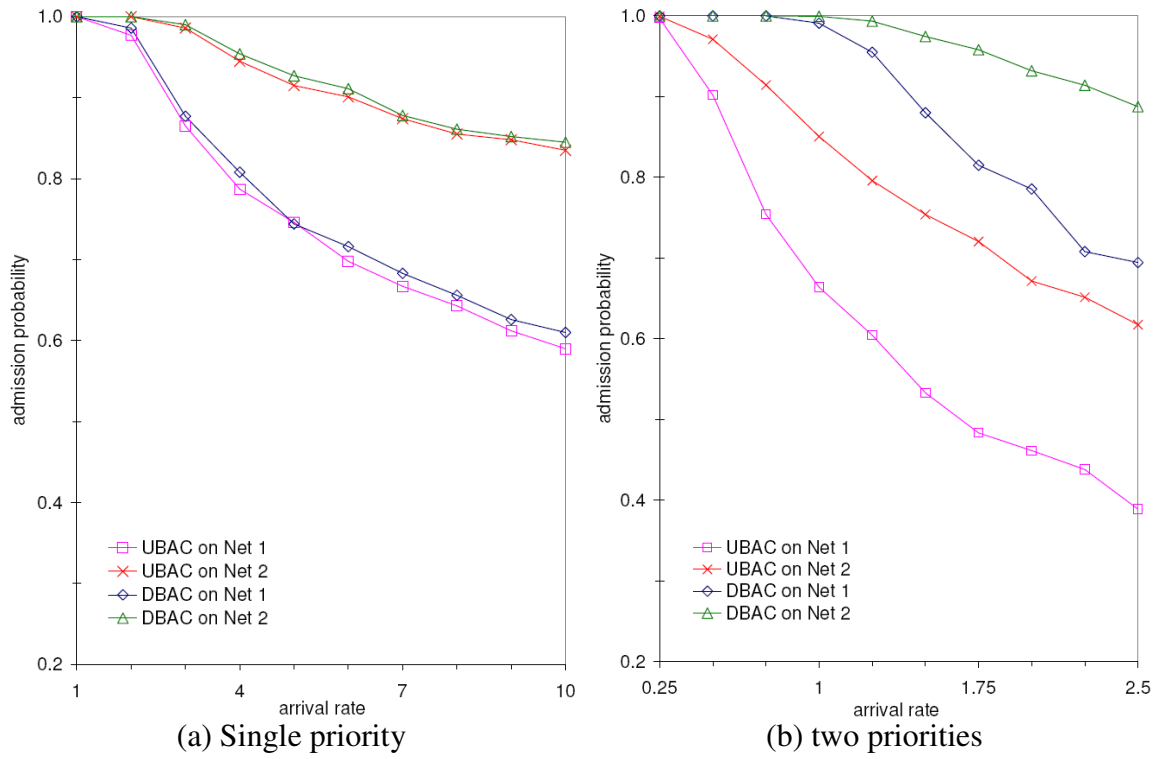 1.0
0.8
0.6
0.4
0.2
admission probability
UBAC on Net 1
UBAC on Net 2
DBAC on Net 1
DBAC on Net 2
1
4
7
10
arrival rate
(a) Single priority
1.0
0.8
0.6
0.4
0.2
admission probability
UBAC on Net 1
UBAC on Net 2
DBAC on Net 1
DBAC on Net 2
0.25
1
1.75
2.5
arrival rate
(b) two priorities